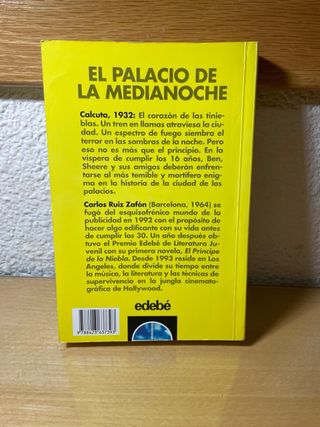 EL PALACIO DE
LA MEDIANOCHE
Calcuta, 1932: El corazón de las tinie-
blas. Un tren en llamas atraviesa la ciu-
dad. Un espectro de fuego siembra el
terror en las sombras de la noche. Pero
eso no es más que el principio. En la
víspera de cumplir los 16 años, Ben,
Sheere y sus amigos deberán enfren-
tarse al más temible y mortífero enig-
ma en la historia de la ciudad de los
palacios.
Carlos Ruiz Zafón (Barcelona, 1964) se
fugó del esquizofrénico mundo de la
publicidad en 1992 con el propósito de
hacer algo edificante con su vida antes
de cumplir los 30. Un año después ob-
tuvo el Premio Edebé de Literatura Ju-
venil con su primera novela, El Príncipe
de la Niebla. Desde 1993 reside en Los
Angeles, donde divide su tiempo entre
la música, la literatura y las técnicas de
supervivencia en la jungla cinemato-
gráfica de Hollywood.
edebé
9 788423 637393